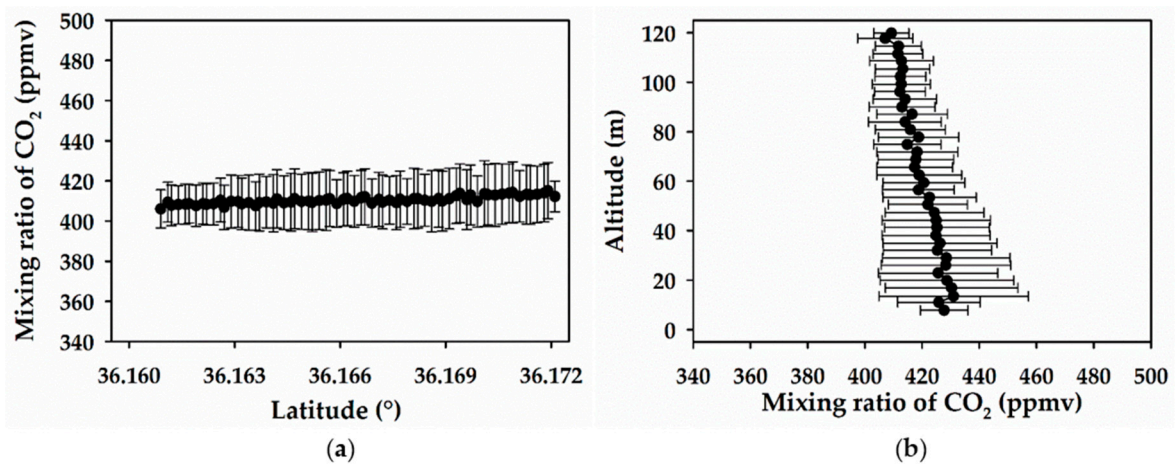 500
480
460
440
420
400
380
360
340
Mixing ratio of CO₂ (ppmv)
36.160 36.163 36.166 36.169 36.172
Latitude (°)
(a)
120
100
80
60
40
20
0
Altitude (m)
340 360 380 400 420 440 460 480 500
Mixing ratio of CO₂ (ppmv)
(b)